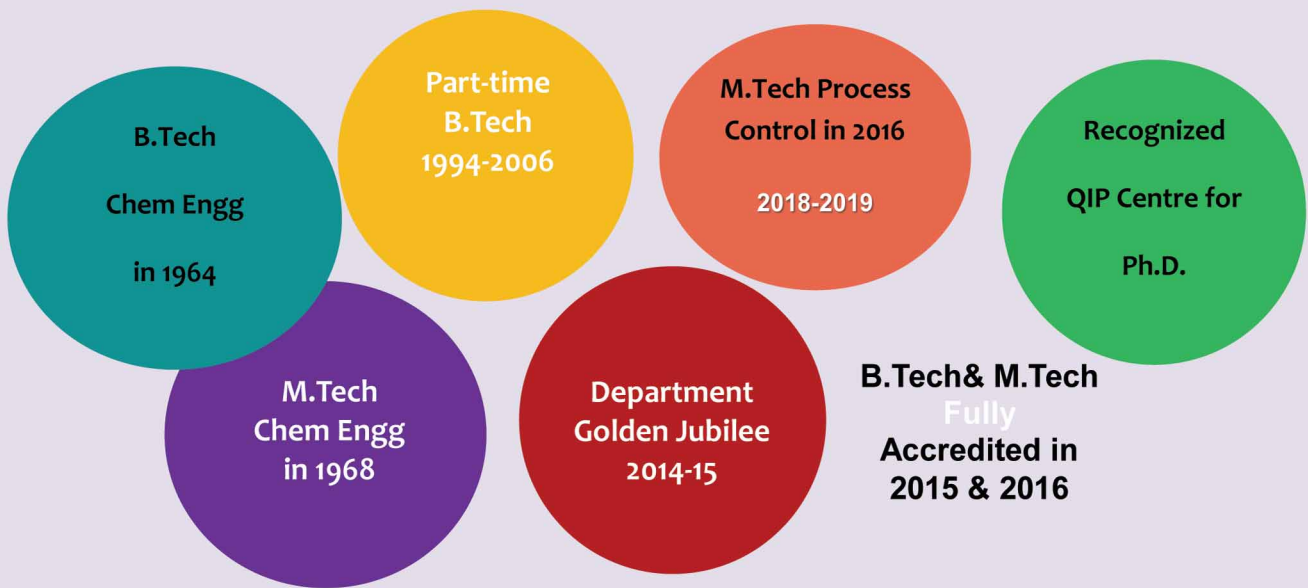 B.Tech
Chem Engg
in 1964
M.Tech
Chem Engg
in 1968
Part-time
B.Tech
1994-2006
Department
Golden Jubilee
2014-15
M.Tech Process
Control in 2016
2018-2019
B.Tech& M.Tech
Fully
Accredited in
2015 & 2016
Recognized
QIP Centre for
Ph.D.